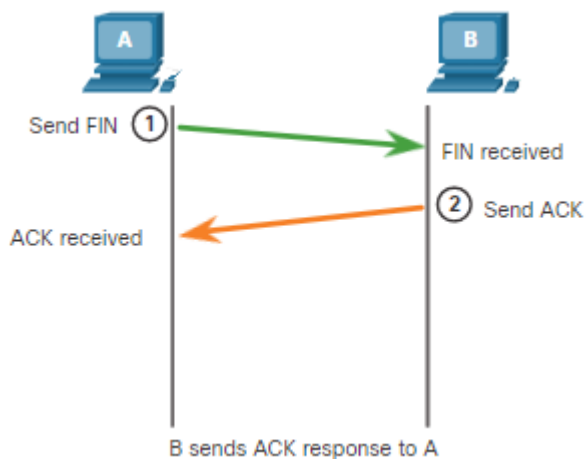 A
B
Send FIN 1
FIN received
2 Send ACK
ACK received
B sends ACK response to A